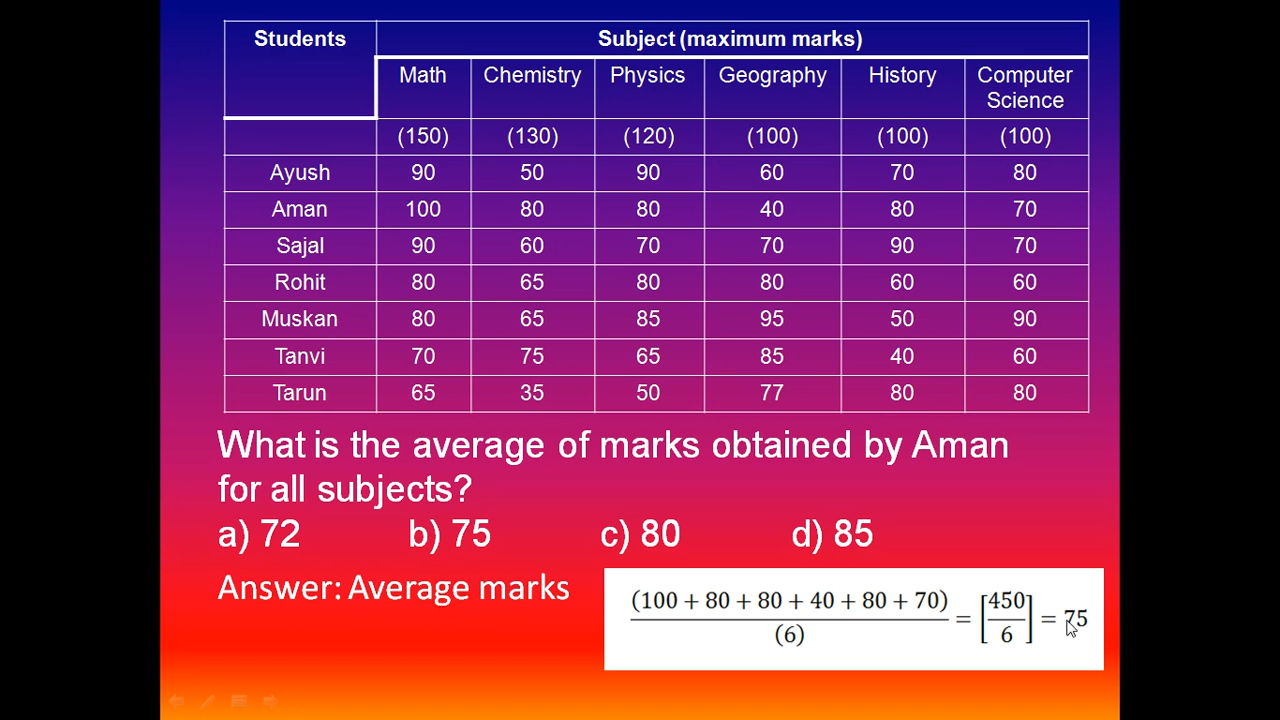 Students Subject (maximum marks)
Math Chemistry Physics Geography History Computer
Science
(150) (130) (120) (100) (100) (100)
Ayush 90 50 90 60 70 80
Aman 100 80 80 40 80 70
Sajal 90 60 70 70 90 70
Rohit 80 65 80 80 60 60
Muskan 80 65 85 95 50 90
Tanvi 70 75 65 85 40 60
Tarun 65 35 50 77 80 80
What is the average of marks obtained by Aman
for all subjects?
a) 72 b) 75 c) 80 d) 85
Answer: Average marks
(100 + 80 + 80 + 40 + 80 + 70)
(6)
= [450/6] = 75